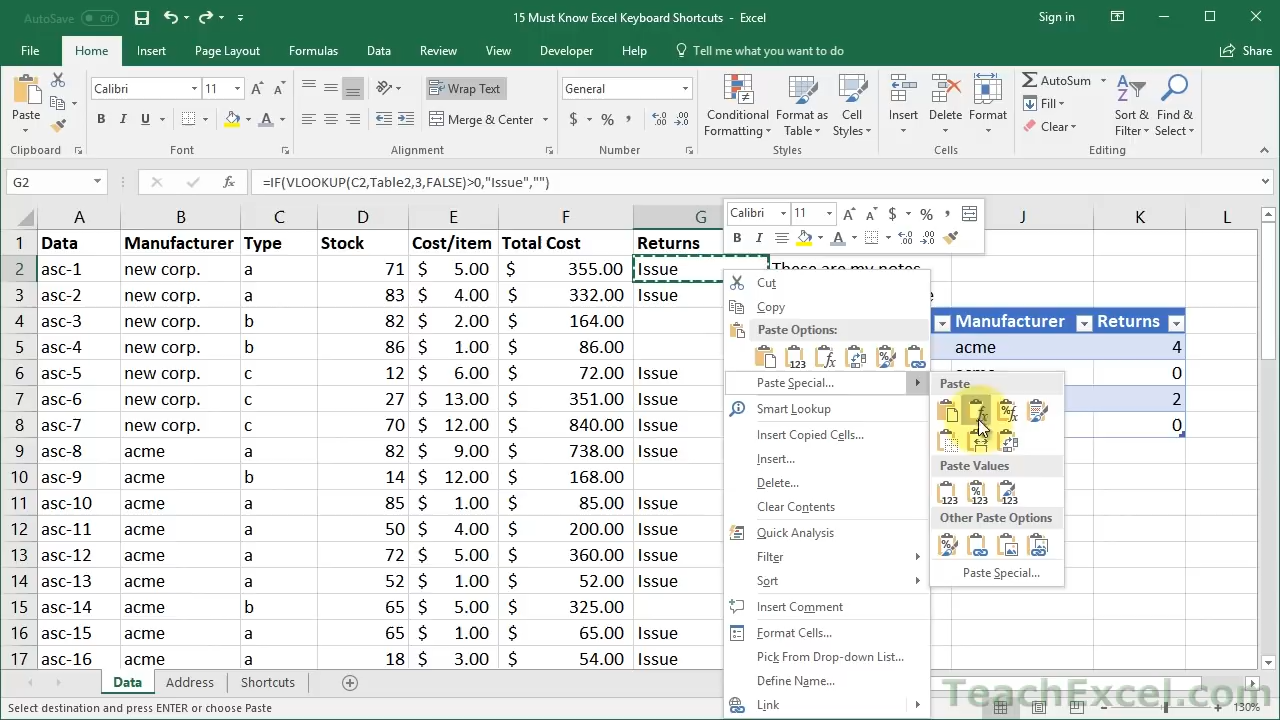 AutoSave Off 15 Must Know Excel Keyboard Shortcuts - Excel Sign in
File Home Insert Page Layout Formulas Data Review View Developer Help Tell me what you want to do Share
Calibri 11 Wrap Text General AutoSum
Paste Conditional Format as Cell Insert Delete Format Fill Sort & Find &
B I U Merge & Center $ % Formatting Table Styles Clear Filter Select
Clipboard Font Alignment Number Styles Cells Editing
G2 fx =IF(VLOOKUP(C2,Table2,3,FALSE)>0,"Issue","")
Calibri 11 A A $ % ,
B I A
A B C D E F G J K L
1 Data Manufacturer Type Stock Cost/item Total Cost Returns
2 asc-1 new corp. a 71 $ 5.00 $ 355.00 Issue These are my notes
3 asc-2 new corp. a 83 $ 4.00 $ 332.00 Issue
4 asc-3 new corp. b 82 $ 2.00 $ 164.00 Manufacturer Returns
5 asc-4 new corp. b 86 $ 1.00 $ 86.00 acme 4
6 asc-5 new corp. c 12 $ 6.00 $ 72.00 Issue acme 0
7 asc-6 new corp. c 27 $ 13.00 $ 351.00 Issue 2
8 asc-7 new corp. c 70 $ 12.00 $ 840.00 Issue 0
9 asc-8 acme a 82 $ 9.00 $ 738.00 Issue
10 asc-9 acme b 14 $ 12.00 $ 168.00
11 asc-10 acme a 85 $ 1.00 $ 85.00 Issue
12 asc-11 acme a 50 $ 4.00 $ 200.00 Issue
13 asc-12 acme a 72 $ 5.00 $ 360.00 Issue
14 asc-13 acme a 52 $ 1.00 $ 52.00 Issue
15 asc-14 acme b 65 $ 5.00 $ 325.00
16 asc-15 acme a 65 $ 1.00 $ 65.00 Issue
17 asc-16 acme a 18 $ 3.00 $ 54.00 Issue
Cut
Copy
Paste Options:
Paste Special...
Smart Lookup
Insert Copied Cells...
Insert...
Delete...
Clear Contents
Quick Analysis
Filter
Sort
Insert Comment
Format Cells...
Pick From Drop-down List...
Define Name...
Link
Paste
Paste Values
Other Paste Options
Paste Special...
Data Address Shortcuts
Select destination and press ENTER or choose Paste
130%
TeachExcel.com